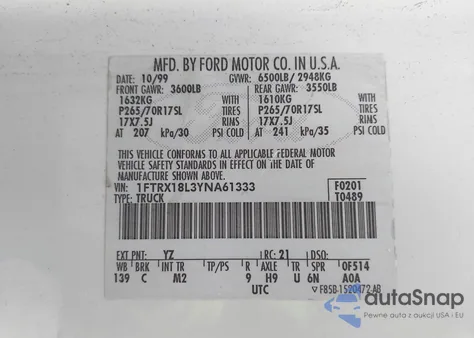 MFD. BY FORD MOTOR CO. IN U.S.A.
DATE: 10/99 GVWR: 6500LB/ 2948KG
FRONT GAWR: 3600LB REAR GAWR: 3550LB
1632KG WITH 1610KG WITH
P265/70R17SL TIRES P265/70R17SL TIRES
17X7.5J RIMS 17X7.5J RIMS
AT 207 kPa/30 PSI COLD AT 241 kPa/35 PSI COLD
THIS VEHICLE CONFORMS TO ALL APPLICABLE FEDERAL MOTOR
VEHICLE SAFETY STANDARDS IN EFFECT ON THE DATE OF
MANUFACTURE SHOWN ABOVE.
VIN: 1FTRX18L3YNA61333 F0201
TYPE: TRUCK T0489
EXT PNT: YZ RC: 21 DSO:
WB BRK INT TR TP/PS R AXLE TR SPR 0F514
139 C M2 9 H9 U 6N A0A
UTC ▽ F85B-1520472-AB
autoSnap
Pewne auta z aukcji USA i EU